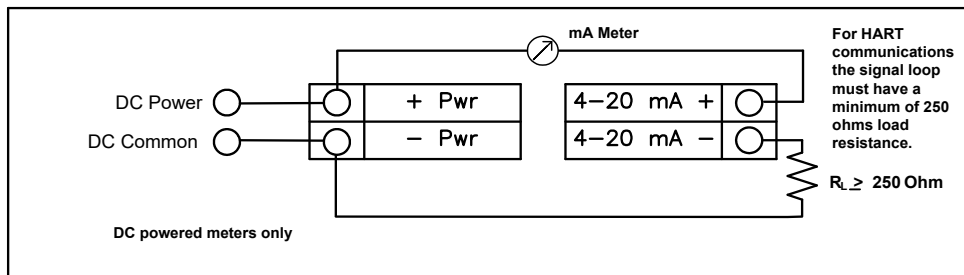 mA Meter
For HART
communications
the signal loop
must have a
minimum of 250
ohms load
resistance.
DC Power
+ Pwr
4-20 mA +
DC Common
- Pwr
4-20 mA -
RL ≥ 250 Ohm
DC powered meters only